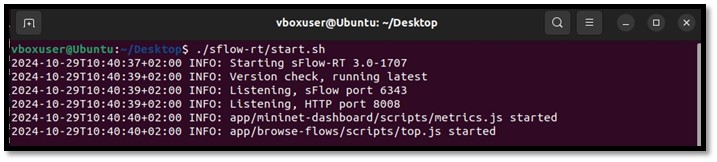 vboxuser@Ubuntu: ~/Desktop
vboxuser@Ubuntu:~/Desktop$ ./sflow-rt/start.sh
2024-10-29T10:40:37+02:00 INFO: Starting sFlow-RT 3.0-1707
2024-10-29T10:40:39+02:00 INFO: Version check, running latest
2024-10-29T10:40:39+02:00 INFO: Listening, sFlow port 6343
2024-10-29T10:40:39+02:00 INFO: Listening, HTTP port 8008
2024-10-29T10:40:40+02:00 INFO: app/mininet-dashboard/scripts/metrics.js started
2024-10-29T10:40:40+02:00 INFO: app/browse-flows/scripts/top.js started